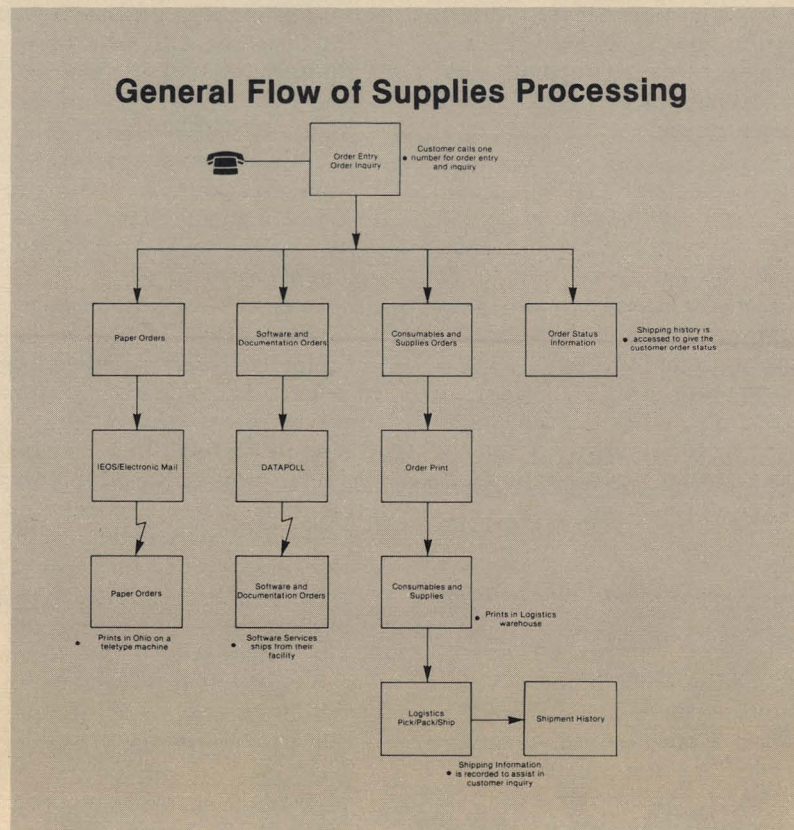 General Flow of Supplies Processing
Order Entry
Order Inquiry
• Customer calls one
number for order entry
and inquiry
Paper Orders
Software and
Documentation Orders
Consumables and
Supplies Orders
Order Status
Information
• Shipping history is
accessed to give the
customer order status
IEOS/Electronic Mail
DATAPOLL
Order Print
Paper Orders
Software and
Documentation Orders
Consumables and
Supplies
• Prints in Ohio on a
teletype machine
• Software Services
ships from their
facility
• Prints in Logistics
warehouse
Logistics
Pick/Pack/Ship
Shipment History
Shipping Information
• is recorded to assist in
customer inquiry